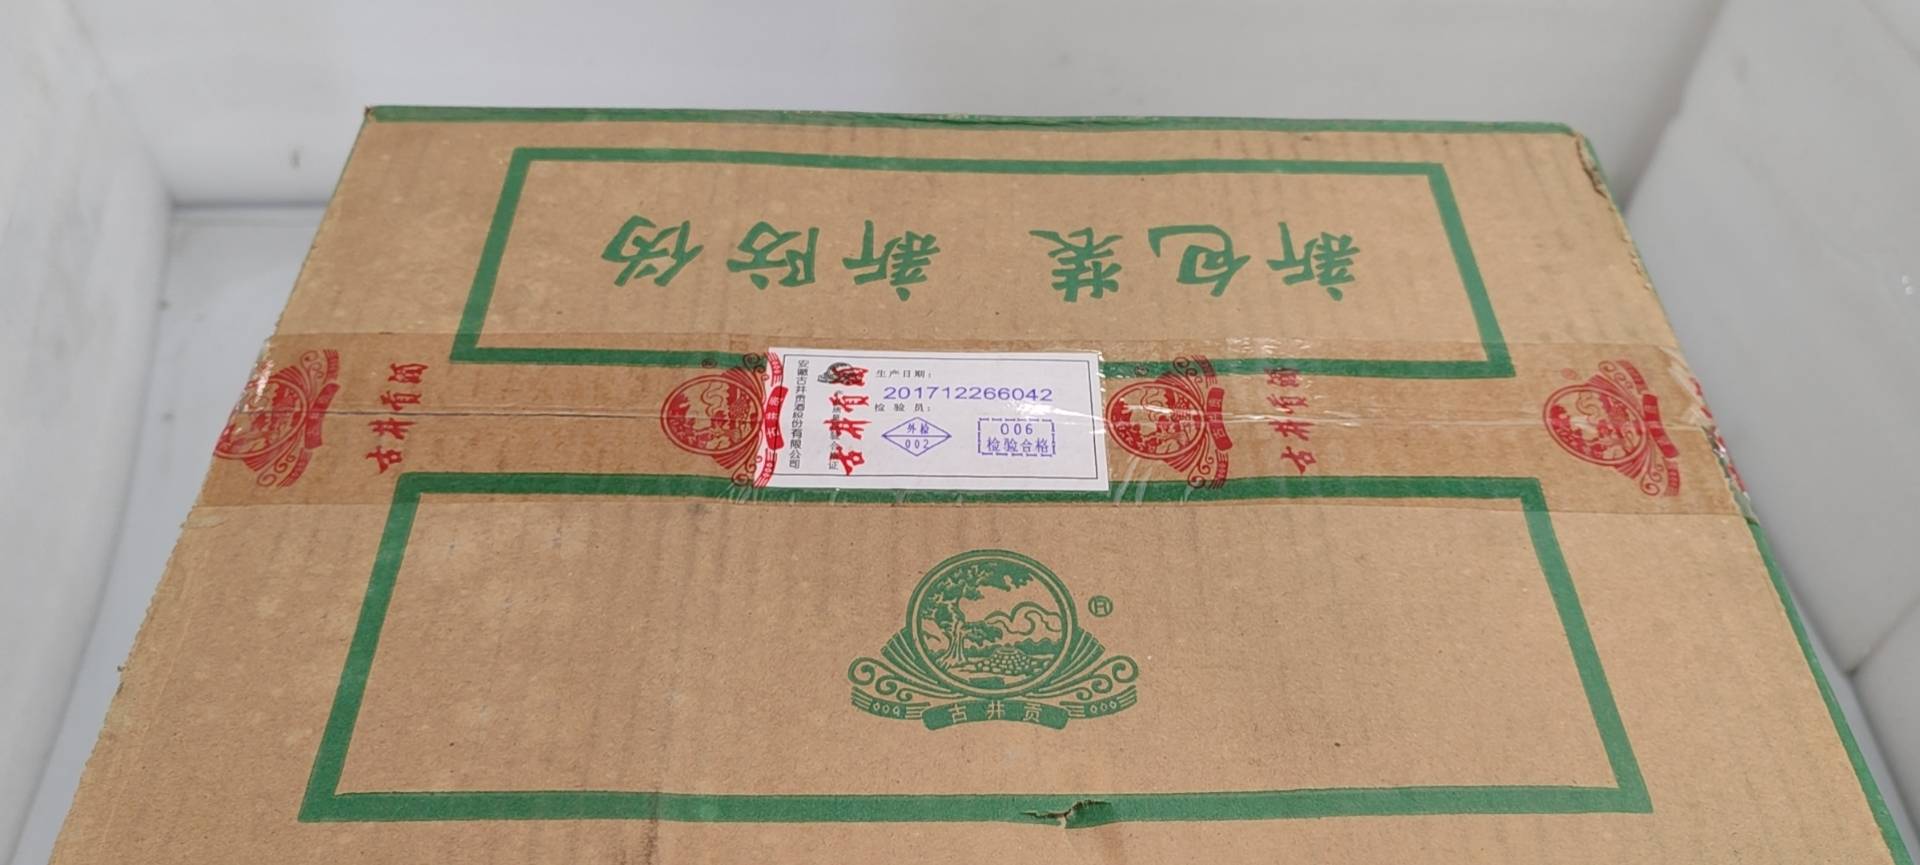 新包装 新防伪
古井贡酒
安徽古井贡酒股份有限公司
古井贡酒
生产日期：
201712266042
检验员：
外检
002
006
检验合格
古井贡酒
古井贡